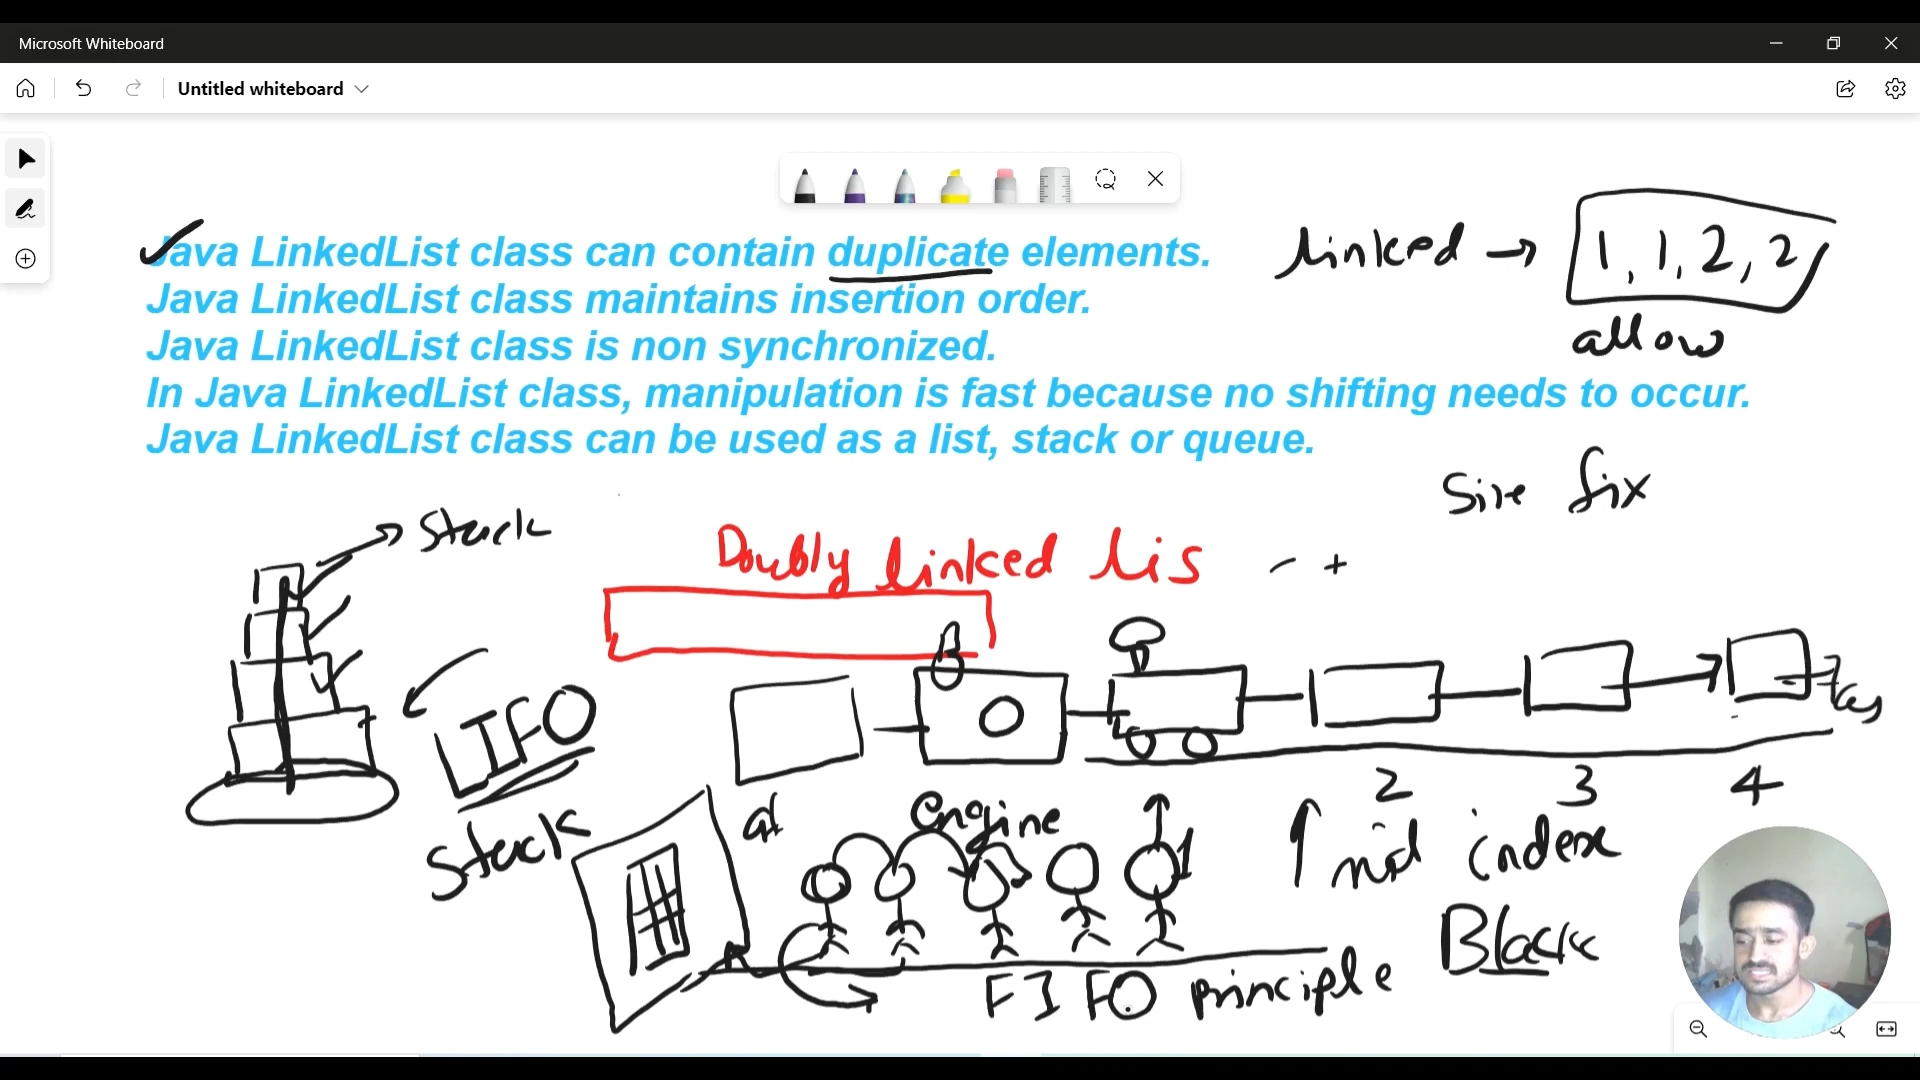 Microsoft Whiteboard
Untitled whiteboard
Java LinkedList class can contain duplicate elements.
Java LinkedList class maintains insertion order.
Java LinkedList class is non synchronized.
In Java LinkedList class, manipulation is fast because no shifting needs to occur.
Java LinkedList class can be used as a list, stack or queue.
linked → 1, 1, 2, 2
allow
Size fix
Stack
Doubly linked lis
- +
LIFO
Stack
engine
2 3 4
index
Black
1
FIFO principle